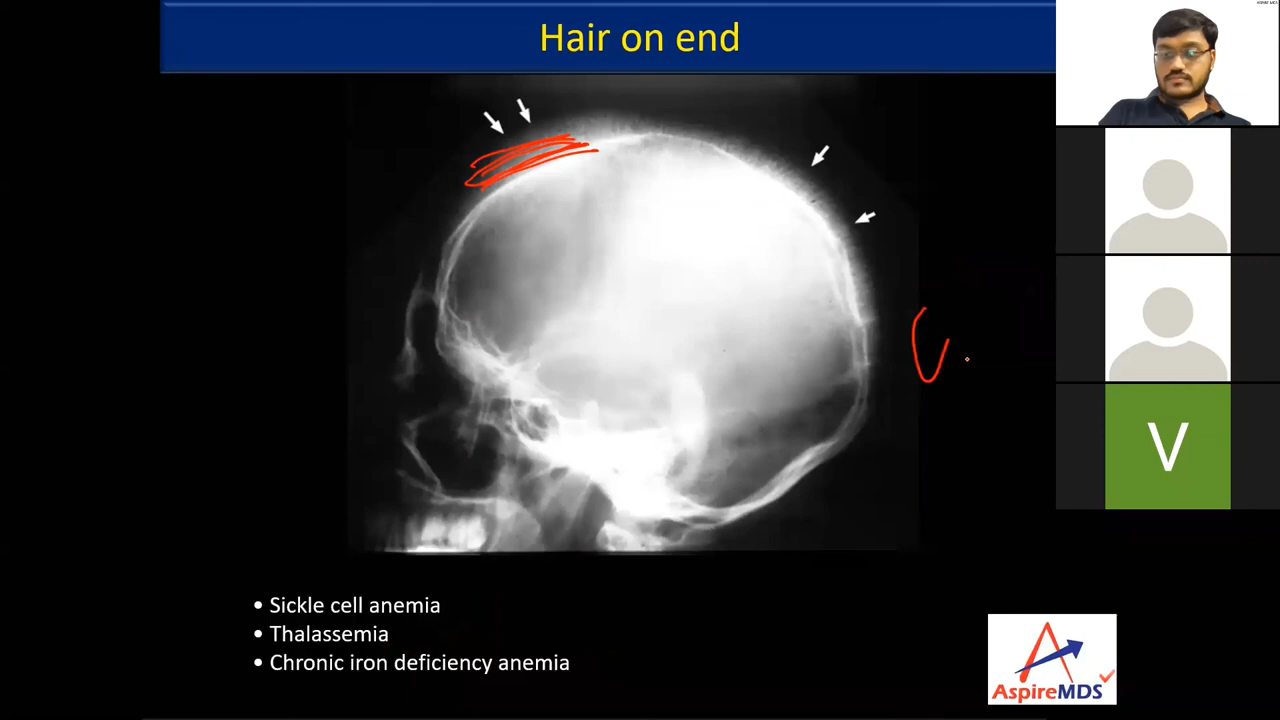 Hair on end
• Sickle cell anemia
• Thalassemia
• Chronic iron deficiency anemia
AspireMDS
V